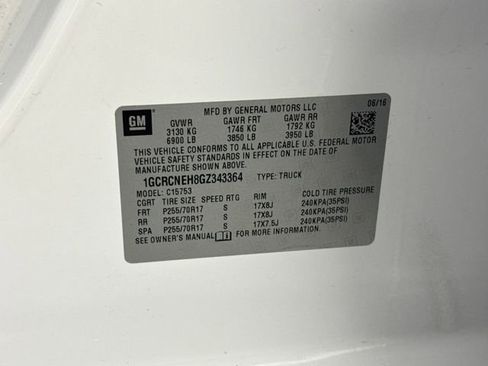 GM
MFD BY GENERAL MOTORS LLC
06/16
GVWR GAWR FRT GAWR RR
3130 KG 1746 KG 1792 KG
6900 LB 3850 LB 3950 LB
THIS VEHICLE CONFORMS TO ALL APPLICABLE U.S. FEDERAL MOTOR
VEHICLE SAFETY AND THEFT PREVENTION STANDARDS IN EFFECT ON THE DATE OF
MANUFACTURE SHOWN ABOVE.
1GCRCNEH8GZ343364 TYPE: TRUCK
MODEL: C15753
CGRT TIRE SIZE SPEED RTG RIM COLD TIRE PRESSURE
FRT P255/70R17 S 17X8J 240KPA(35PSI)
RR P255/70R17 S 17X8J 240KPA(35PSI)
SPA P255/70R17 S 17X7.5J 240KPA(35PSI)
SEE OWNER'S MANUAL FOR MORE INFORMATION.